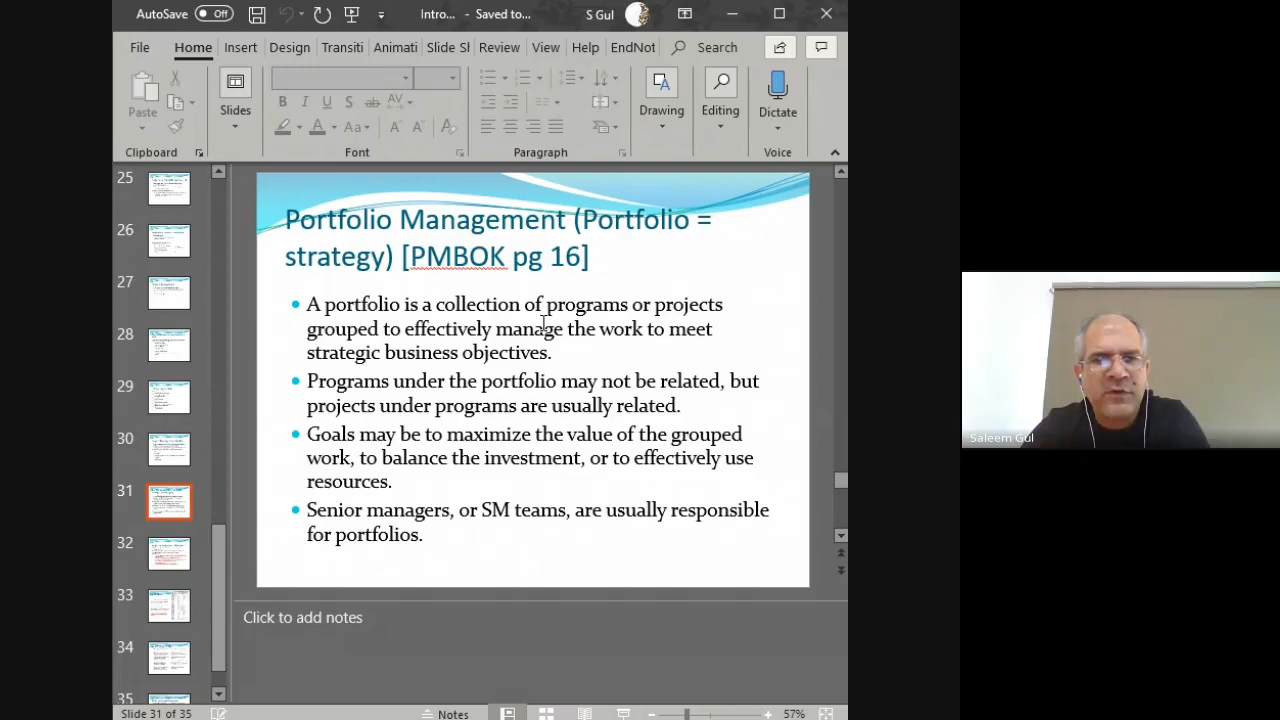 AutoSave Off Intro... - Saved to... S Gul
File Home Insert Design Transiti Animati Slide Sl Review View Help EndNot Search
Paste Slides Drawing Editing Dictate
Clipboard Font Paragraph Voice
25
26
27
28
29
30
31
32
33
34
35
Portfolio Management (Portfolio =
strategy) [PMBOK pg 16]
• A portfolio is a collection of programs or projects
grouped to effectively manage the work to meet
strategic business objectives.
• Programs under the portfolio may not be related, but
projects under programs are usually related.
• Goals may be to maximize the value of the grouped
work, to balance the investment, or to effectively use
resources.
• Senior managers, or SM teams, are usually responsible
for portfolios.
Click to add notes
Slide 31 of 35 Notes 57%
Saleem Gul